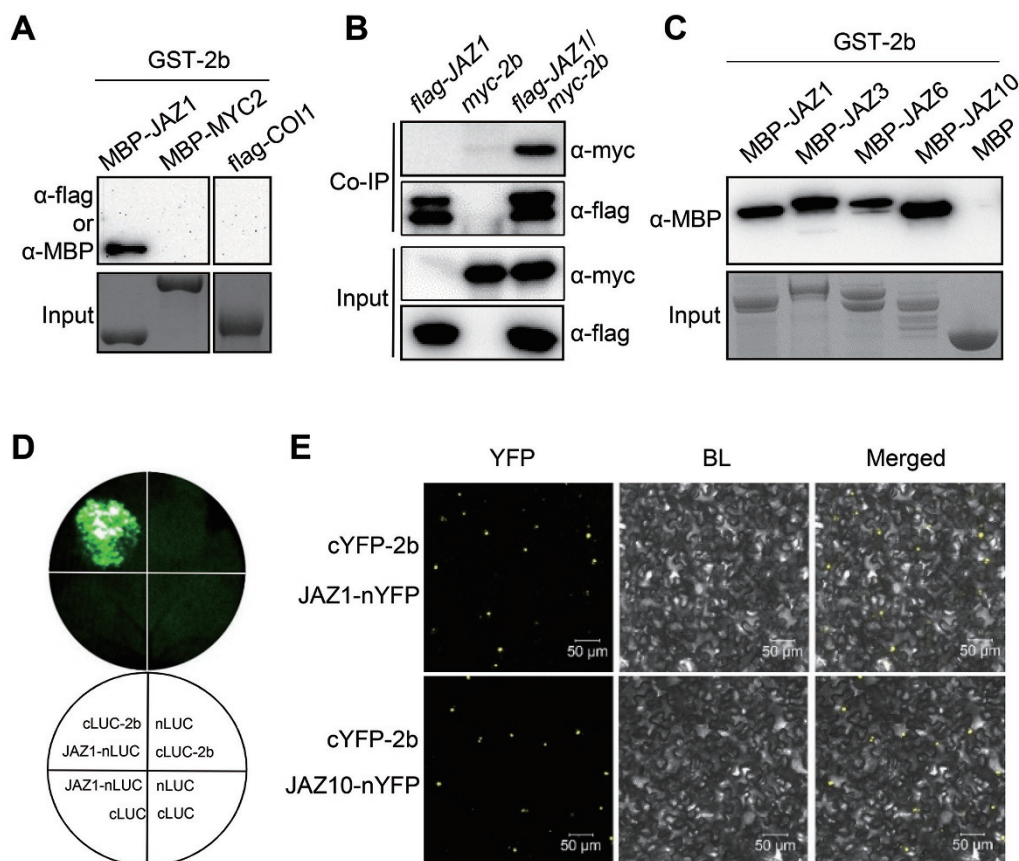 A
GST-2b
MBP-JAZ1
MBP-MYC2
flag-COI1
α-flag
or
α-MBP
Input
B
flag-JAZ1
myc-2b
flag-JAZ1/
myc-2b
Co-IP
α-myc
α-flag
Input
α-myc
α-flag
C
GST-2b
MBP-JAZ1
MBP-JAZ3
MBP-JAZ6
MBP-JAZ10
MBP
α-MBP
Input
D
cLUC-2b
JAZ1-nLUC
nLUC
cLUC-2b
JAZ1-nLUC
cLUC
nLUC
cLUC
E
YFP
BL
Merged
cYFP-2b
JAZ1-nYFP
50 μm
50 μm
50 μm
cYFP-2b
JAZ10-nYFP
50 μm
50 μm
50 μm